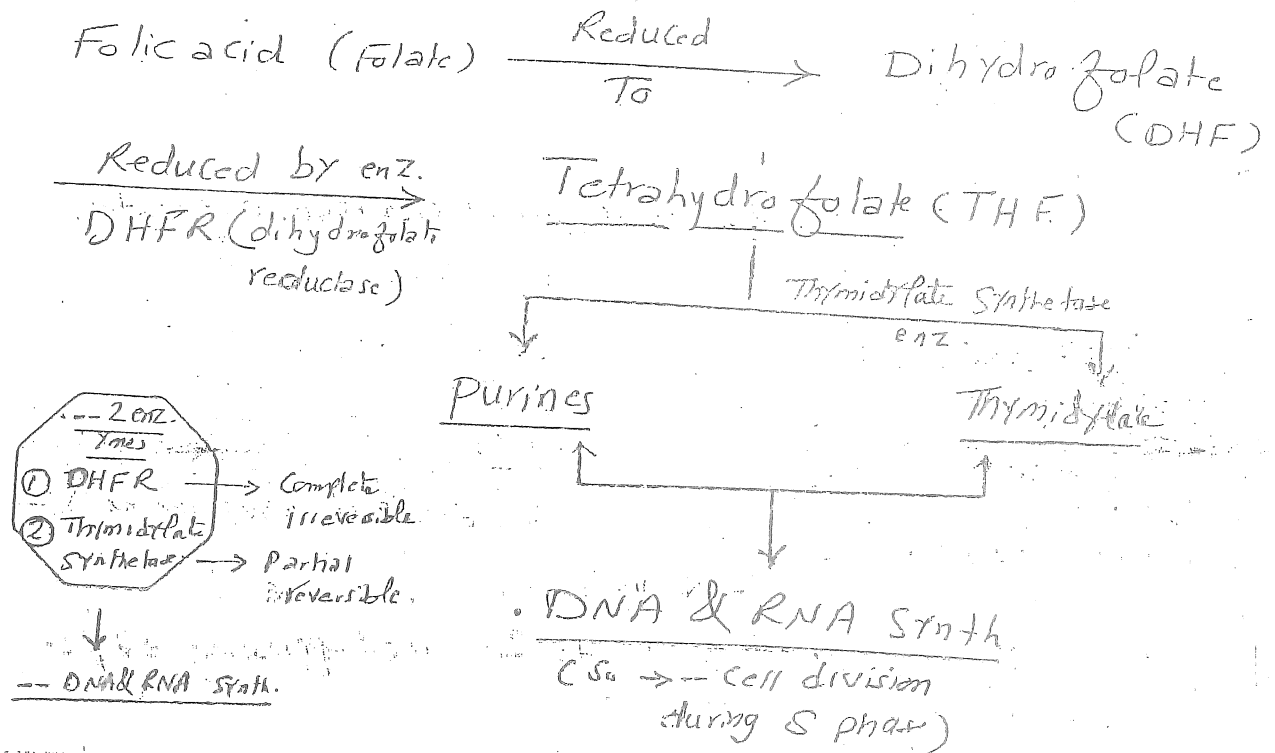 Folic acid (Folate) Reduced To Dihydrofolate
(DHF)
Reduced by enz.
DHFR (dihydrofolate
reductase)
Tetrahydrofolate (THF)
Thymidylate Synthetase
enz.
Purines
Thymidylate
-- 2 enz.
ymes
① DHFR → Complete
irreversible.
② Thymidylate
synthetase → Partial
irreversible.
-- DNA & RNA synth.
DNA & RNA Synth.
(So → -- Cell division
during S phase)